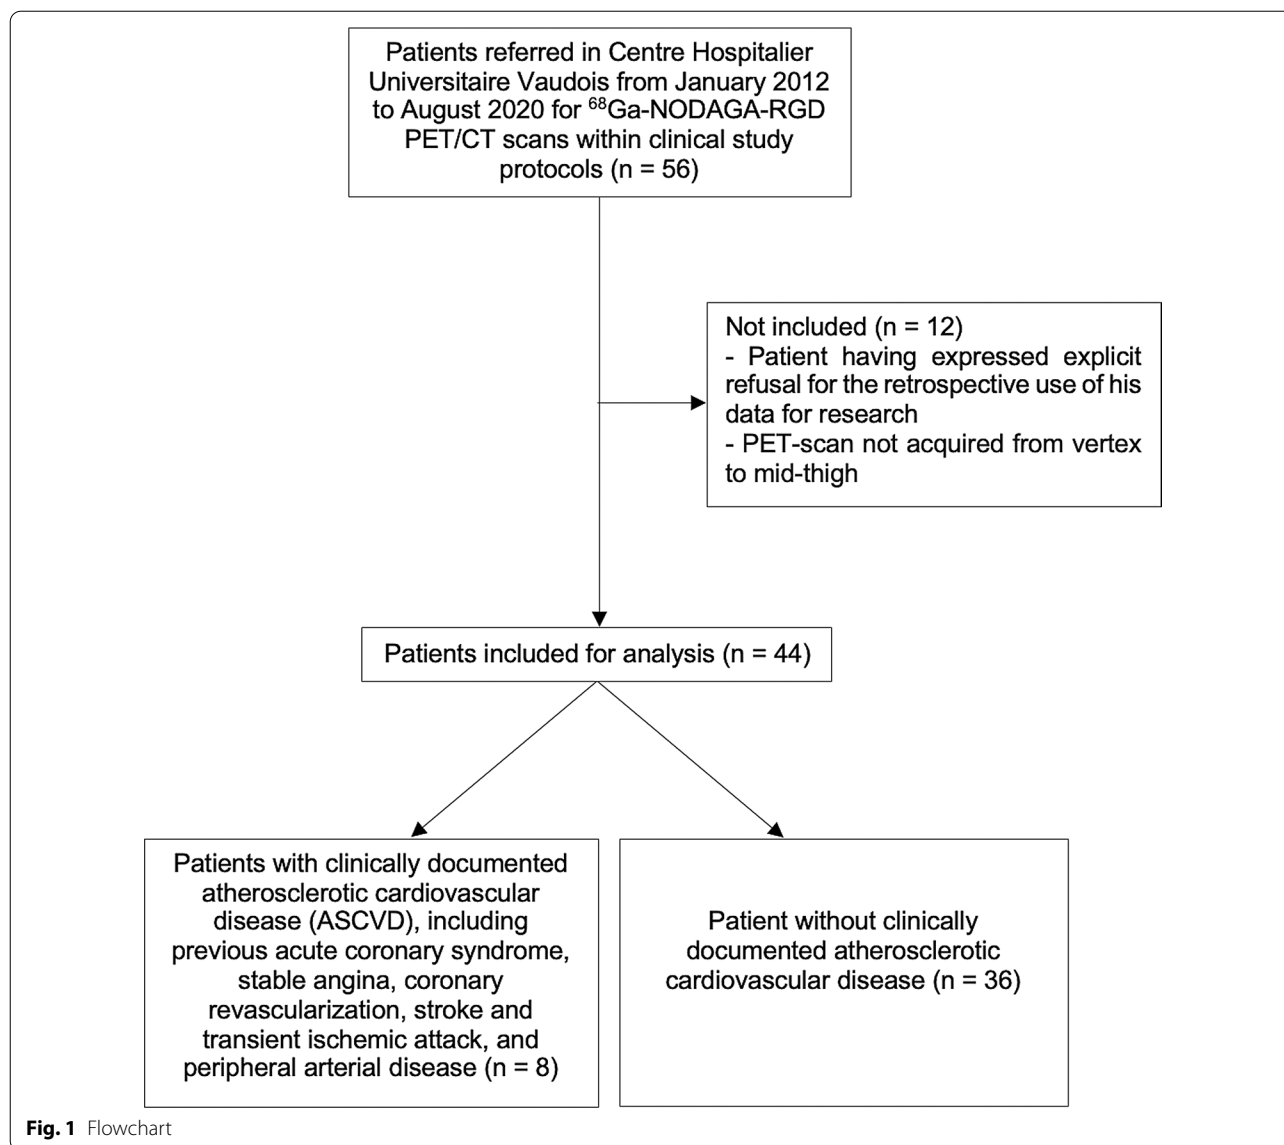 Patients referred in Centre Hospitalier
Universitaire Vaudois from January 2012
to August 2020 for ⁶⁸Ga-NODAGA-RGD
PET/CT scans within clinical study
protocols (n = 56)
Not included (n = 12)
- Patient having expressed explicit
refusal for the retrospective use of his
data for research
- PET-scan not acquired from vertex
to mid-thigh
Patients included for analysis (n = 44)
Patients with clinically documented
atherosclerotic cardiovascular
disease (ASCVD), including
previous acute coronary syndrome,
stable angina, coronary
revascularization, stroke and
transient ischemic attack, and
peripheral arterial disease (n = 8)
Patient without clinically
documented atherosclerotic
cardiovascular disease (n = 36)
Fig. 1 Flowchart